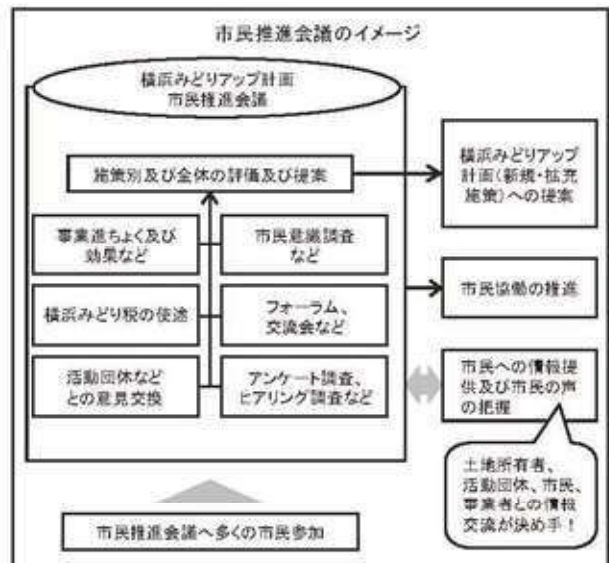 市民推進会議のイメージ
横浜みどりアップ計画
市民推進会議
施策別及び全体の評価及び提案
事業進ちょく及び
効果など
市民意識調査
など
横浜みどり税の使途
フォーラム、
交流会など
活動団体など
との意見交換
アンケート調査、
ヒアリング調査など
市民推進会議へ多くの市民参加
横浜みどりアップ
計画(新規・拡充
施策)への提案
市民協働の推進
市民への情報提
供及び市民の声
の把握
土地所有者、
活動団体、市民、
事業者との情報
交流が決め手!